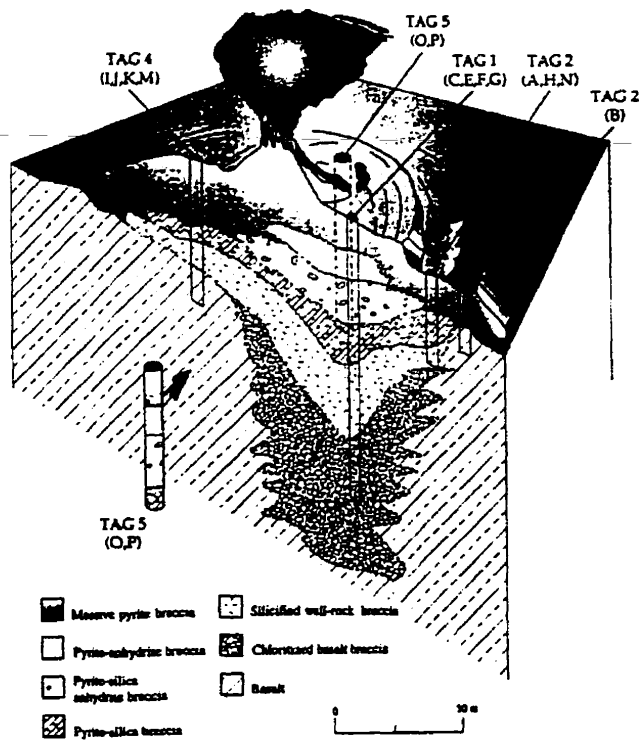 TAG 5
(O,P)
TAG 4
(I,J,K,M)
TAG 1
(C,E,F,G)
TAG 2
(A,H,N)
TAG 2
(B)
TAG 5
(O,P)
Massive pyrite breccia
Pyrite-anhydrite breccia
Pyrite-silica
anhydrite breccia
Pyrite-silica breccia
Silicified wall-rock breccia
Chloritized basalt breccia
Basalt
0